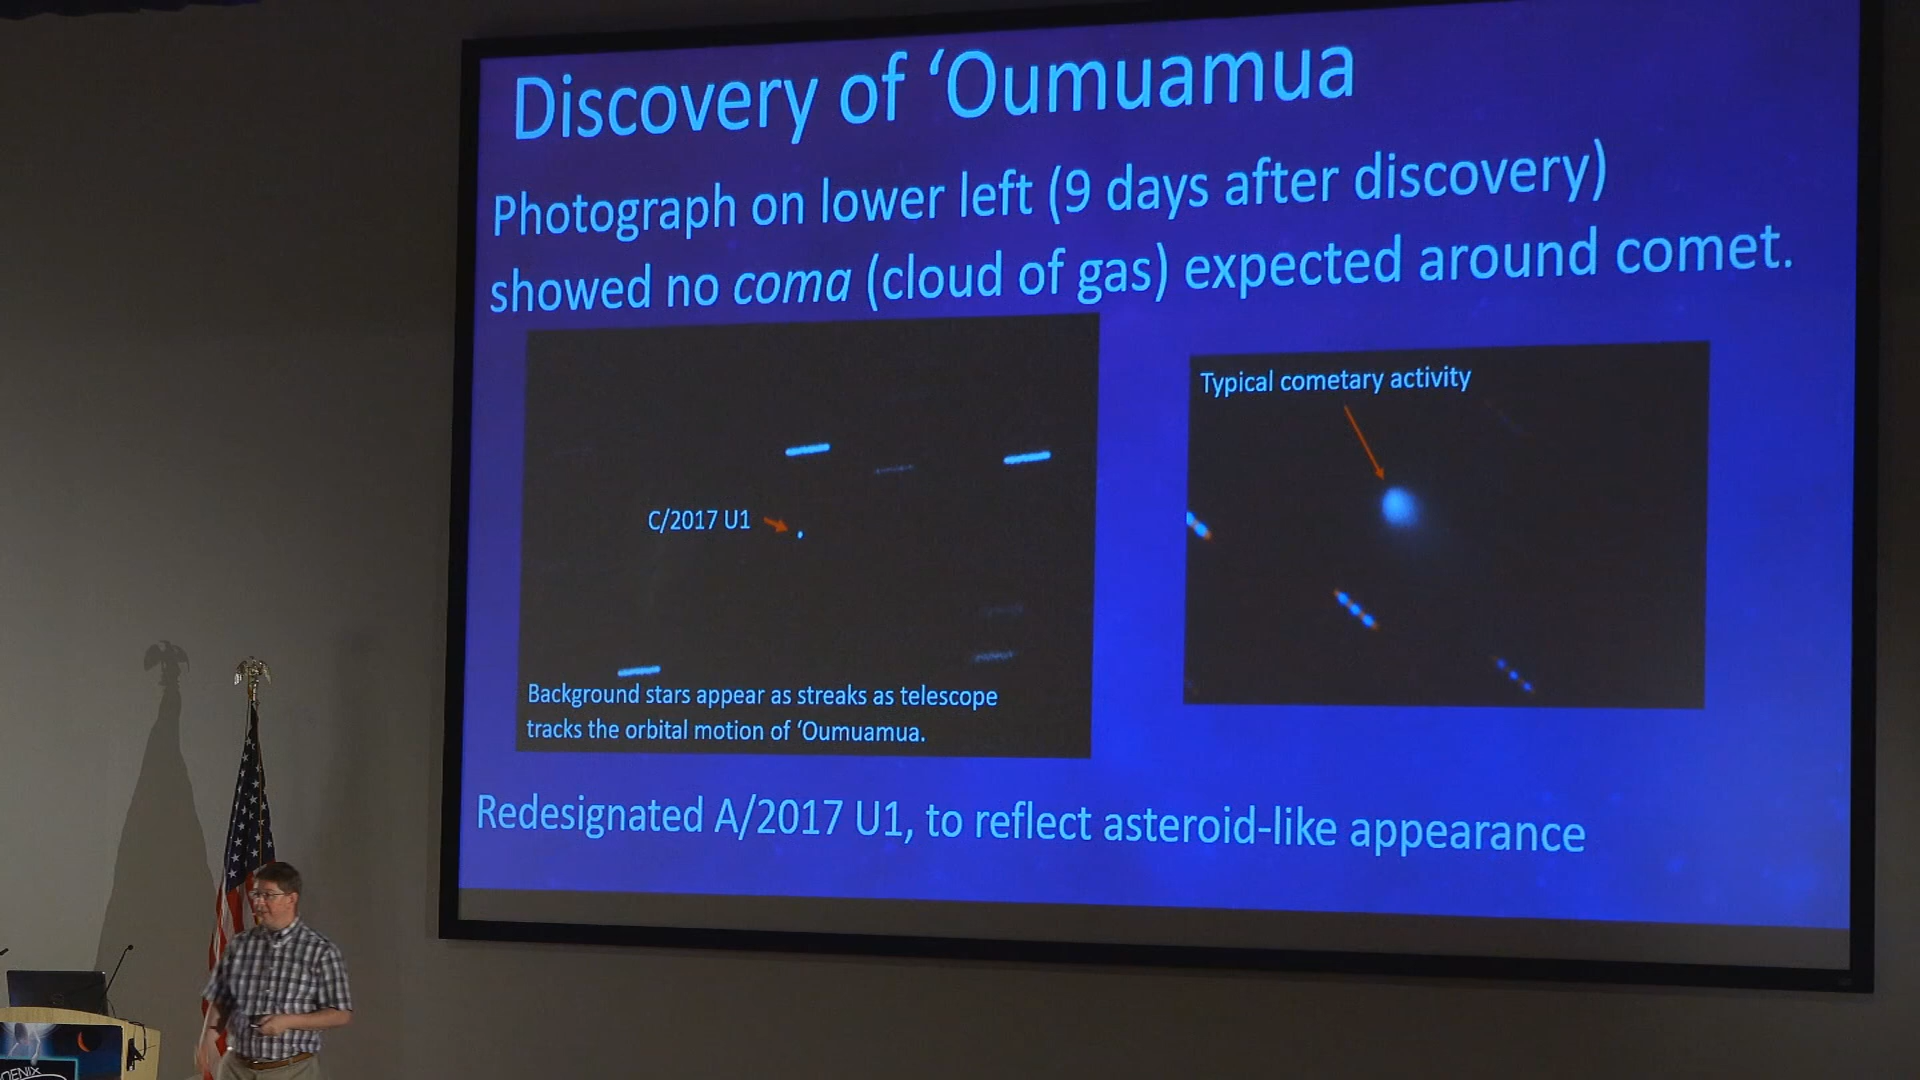 Discovery of ‘Oumuamua
Photograph on lower left (9 days after discovery)
showed no coma (cloud of gas) expected around comet.
Typical cometary activity
C/2017 U1
Background stars appear as streaks as telescope
tracks the orbital motion of ‘Oumuamua.
Redesignated A/2017 U1, to reflect asteroid-like appearance
OENIX